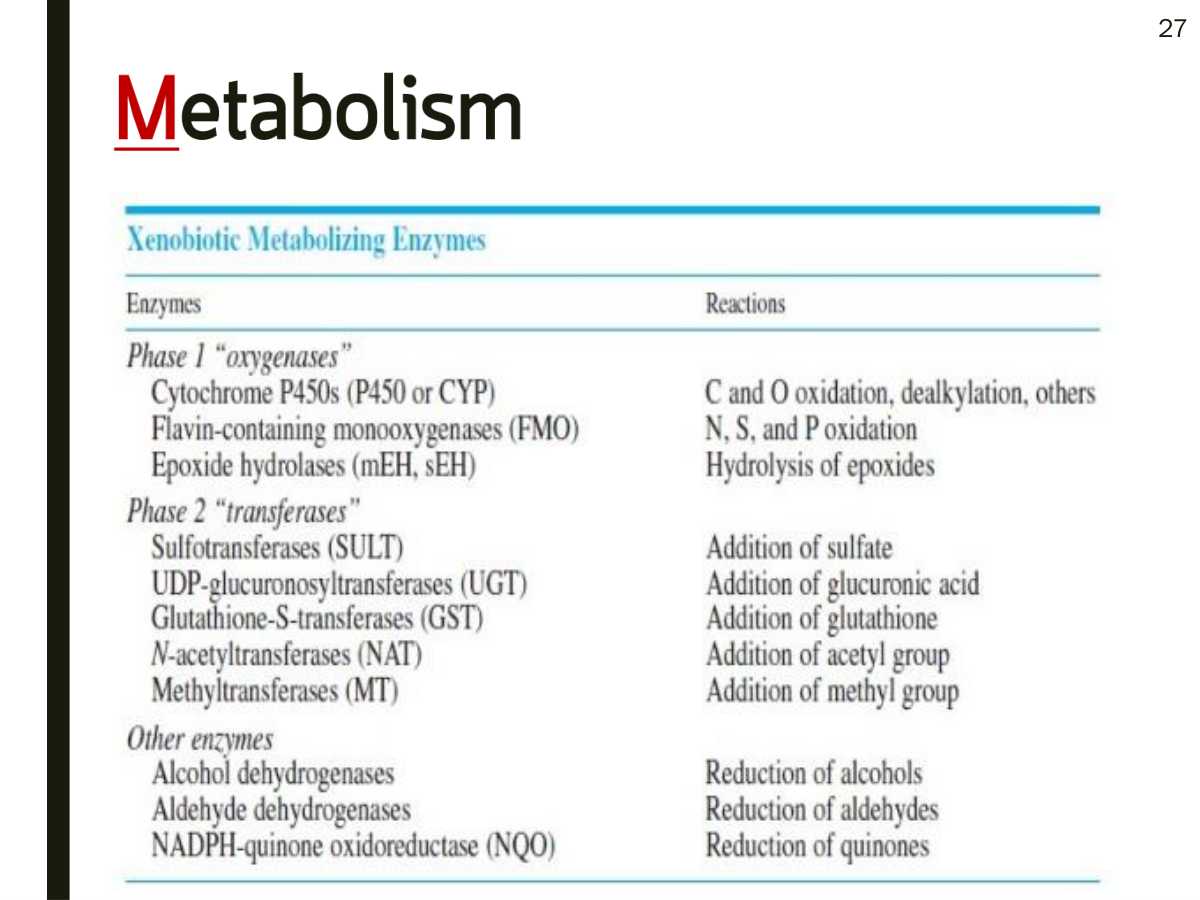 27
Metabolism
Xenobiotic Metabolizing Enzymes
Enzymes Reactions
Phase 1 “oxygenases”
Cytochrome P450s (P450 or CYP) C and O oxidation, dealkylation, others
Flavin-containing monooxygenases (FMO) N, S, and P oxidation
Epoxide hydrolases (mEH, sEH) Hydrolysis of epoxides
Phase 2 “transferases”
Sulfotransferases (SULT) Addition of sulfate
UDP-glucuronosyltransferases (UGT) Addition of glucuronic acid
Glutathione-S-transferases (GST) Addition of glutathione
N-acetyltransferases (NAT) Addition of acetyl group
Methyltransferases (MT) Addition of methyl group
Other enzymes
Alcohol dehydrogenases Reduction of alcohols
Aldehyde dehydrogenases Reduction of aldehydes
NADPH-quinone oxidoreductase (NQO) Reduction of quinones